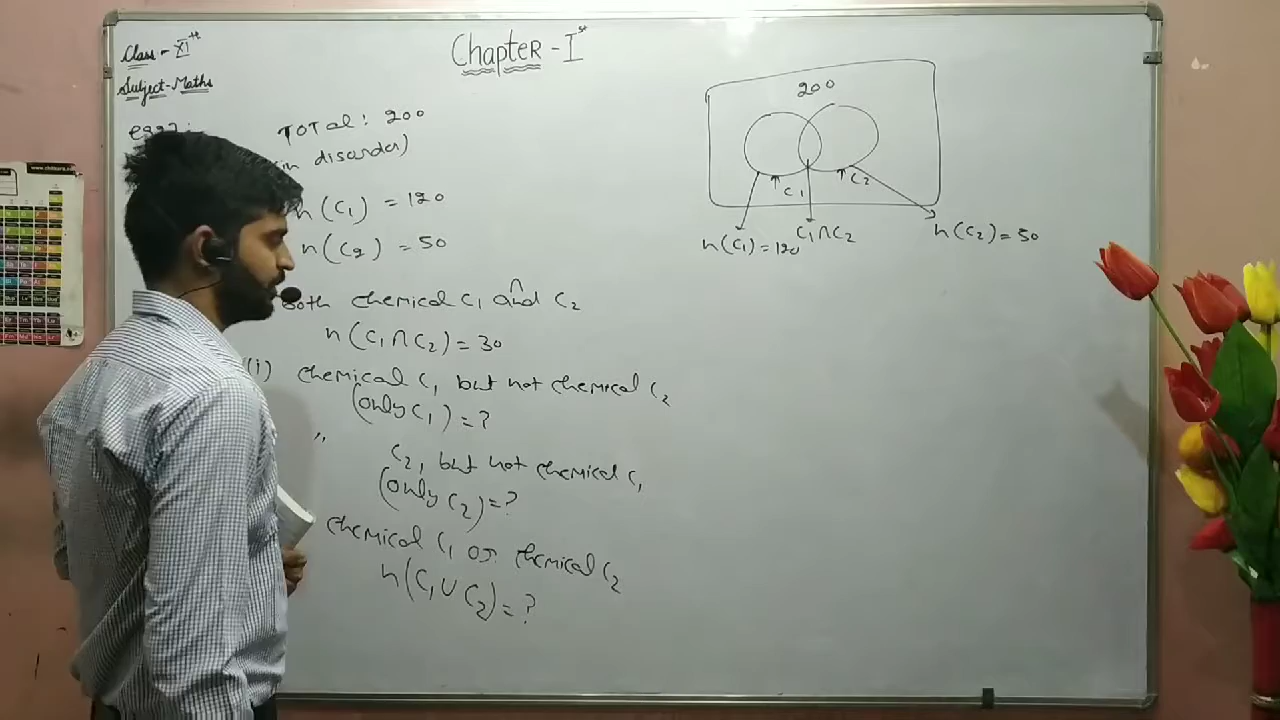 Class - XI th
Subject - Maths
Chapter - I st
Total: 200
(in disorder)
n(C1) = 120
n(C2) = 50
Both chemical C1 and C2
∩
n(C1∩C2) = 30
(i) chemical C1 but not chemical C2
(only C1) = ?
,, C2, but not chemical C1
(only C2) = ?
chemical C1 or chemical C2
n(C1∪C2) = ?
200
C1
C2
n(C1) = 120
C1∩C2
n(C2) = 50